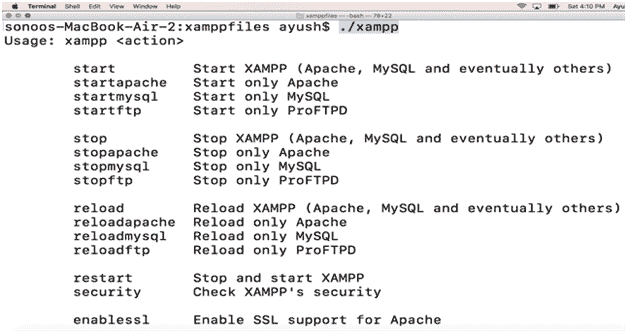 Terminal Shell Edit View Window Help Sat 4:10 PM Ayu
xamppfiles — -bash — 78×22
sonoos-MacBook-Air-2:xamppfiles ayush$ ./xampp
Usage: xampp <action>
start Start XAMPP (Apache, MySQL and eventually others)
startapache Start only Apache
startmysql Start only MySQL
startftp Start only ProFTPD
stop Stop XAMPP (Apache, MySQL and eventually others)
stopapache Stop only Apache
stopmysql Stop only MySQL
stopftp Stop only ProFTPD
reload Reload XAMPP (Apache, MySQL and eventually others)
reloadapache Reload only Apache
reloadmysql Reload only MySQL
reloadftp Reload only ProFTPD
restart Stop and start XAMPP
security Check XAMPP's security
enablessl Enable SSL support for Apache